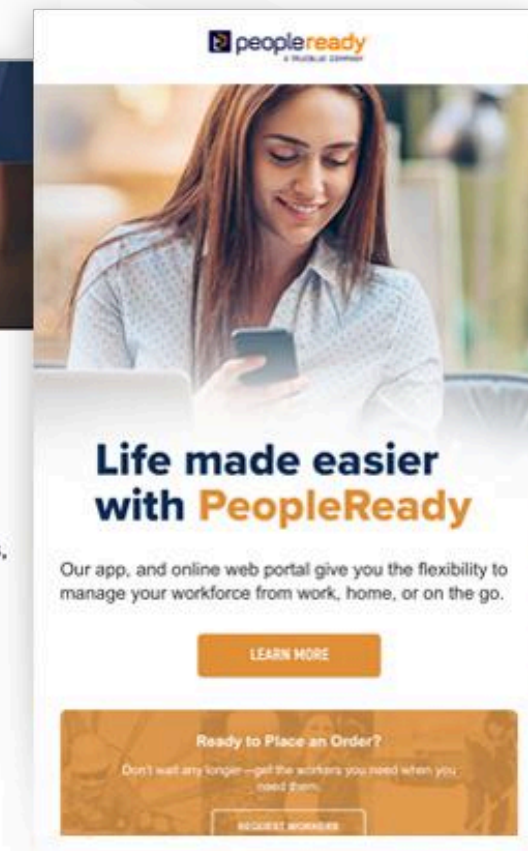 peopleready
A TRUEBLUE COMPANY
Life made easier
with PeopleReady
Our app, and online web portal give you the flexibility to
manage your workforce from work, home, or on the go.
LEARN MORE
Ready to Place an Order?
Don't wait any longer—get the workers you need when you
need them.
REQUEST WORKERS